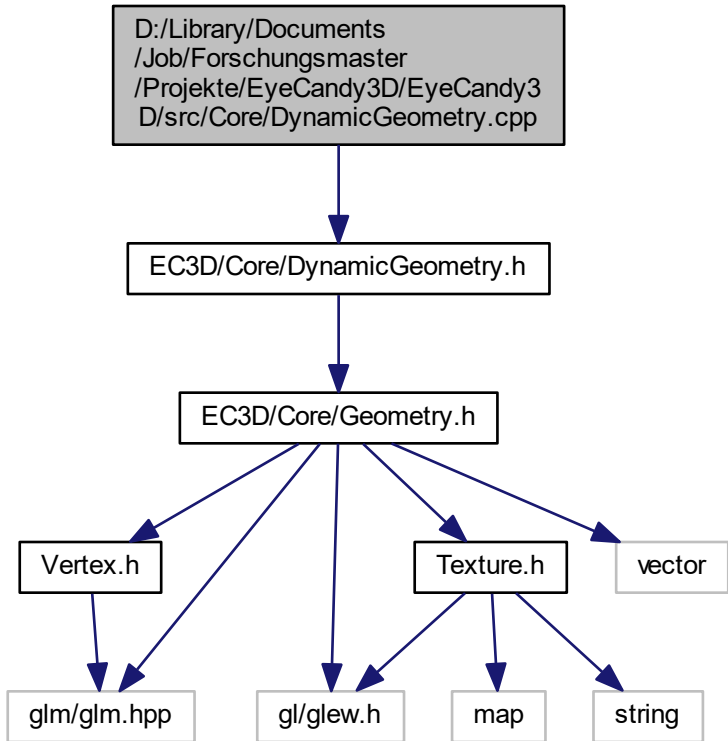 D:/Library/Documents
/Job/Forschungsmaster
/Projekte/EyeCandy3D/EyeCandy3
D/src/Core/DynamicGeometry.cpp
EC3D/Core/DynamicGeometry.h
EC3D/Core/Geometry.h
Vertex.h
Texture.h
vector
glm/glm.hpp
gl/glew.h
map
string